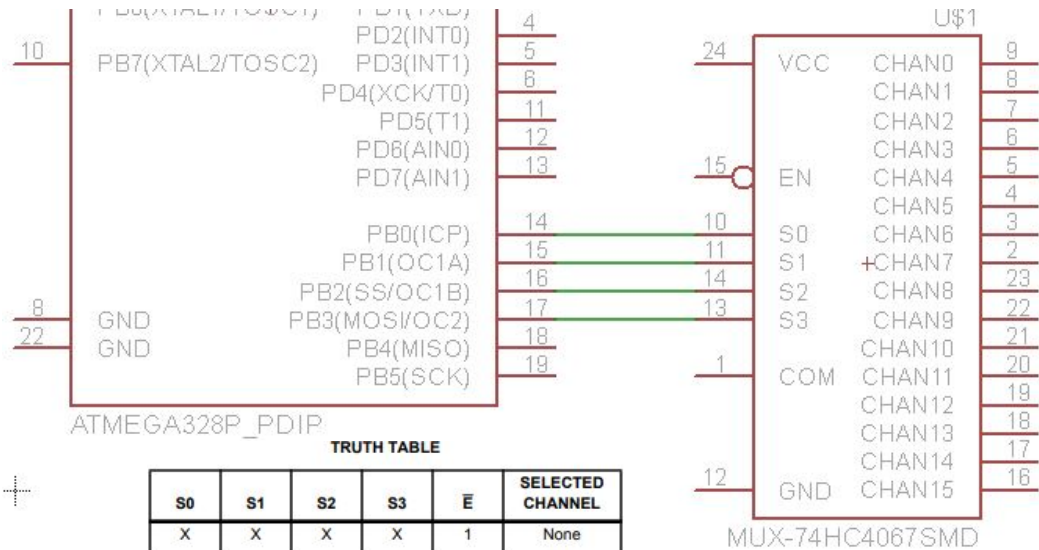 PD2(INT0) 4
10 PB7(XTAL2/TOSC2) PD3(INT1) 5
PD4(XCK/T0) 6
PD5(T1) 11
PD6(AIN0) 12
PD7(AIN1) 13
PB0(ICP) 14
PB1(OC1A) 15
PB2(SS/OC1B) 16
8 GND PB3(MOSI/OC2) 17
22 GND PB4(MISO) 18
PB5(SCK) 19
ATMEGA328P_PDIP
U$1
24 VCC CHAN0 9
CHAN1 8
CHAN2 7
CHAN3 6
15 EN CHAN4 5
CHAN5 4
10 S0 CHAN6 3
11 S1 CHAN7 2
14 S2 CHAN8 23
13 S3 CHAN9 22
CHAN10 21
1 COM CHAN11 20
CHAN12 19
CHAN13 18
CHAN14 17
12 GND CHAN15 16
MUX-74HC4067SMD
TRUTH TABLE
S0 S1 S2 S3 E̅ SELECTED CHANNEL
X X X X 1 None